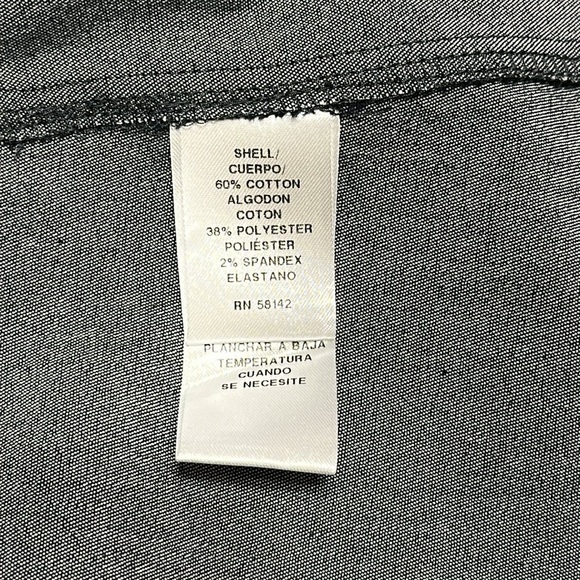 SHELL/
CUERPO/
60% COTTON
ALGODON
COTON
38% POLYESTER
POLIÉSTER
2% SPANDEX
ELASTANO
RN 58142
PLANCHAR A BAJA
TEMPERATURA
CUANDO
SE NECESITE